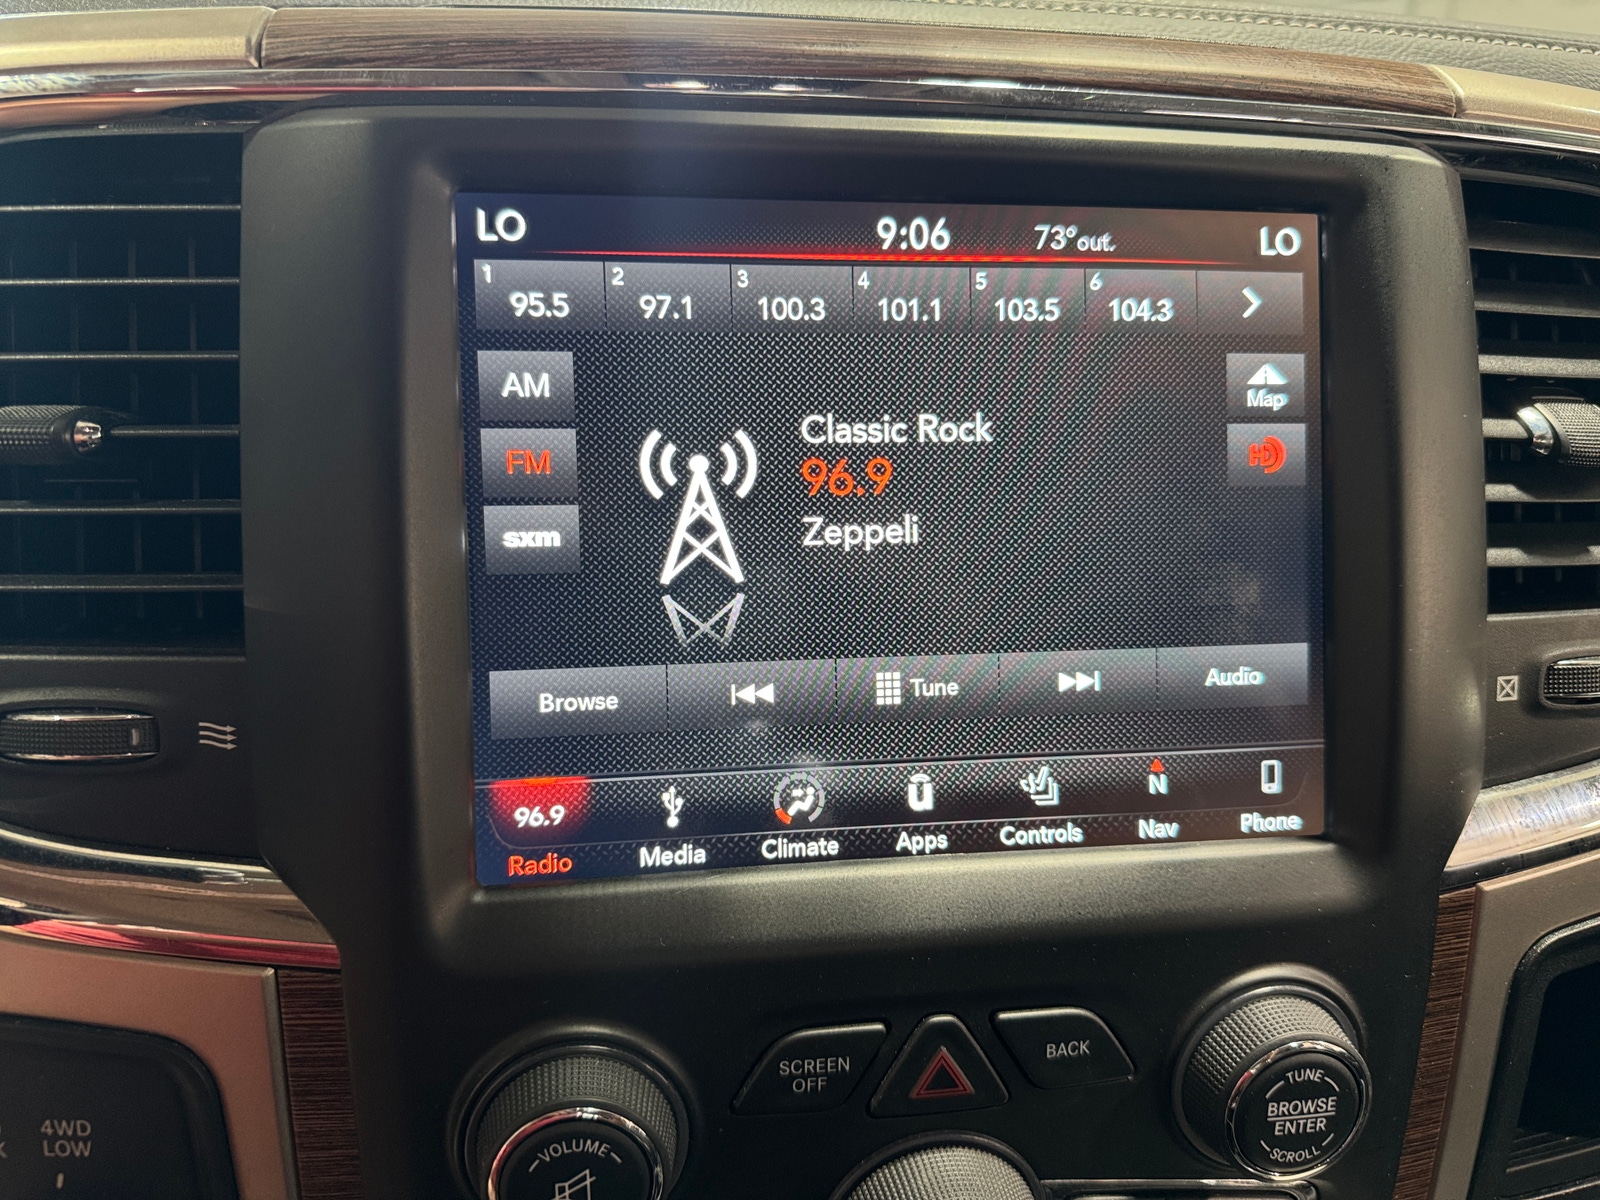 LO 9:06 73° out. LO
1 2 3 4 5 6
95.5 97.1 100.3 101.1 103.5 104.3
AM
FM
sxm
Classic Rock
96.9
Zeppeli
Map
HD
Browse Tune Audio
96.9 N
Radio Media Climate Apps Controls Nav Phone
SCREEN
OFF
BACK
VOLUME
TUNE
BROWSE
ENTER
SCROLL
4WD
LOW